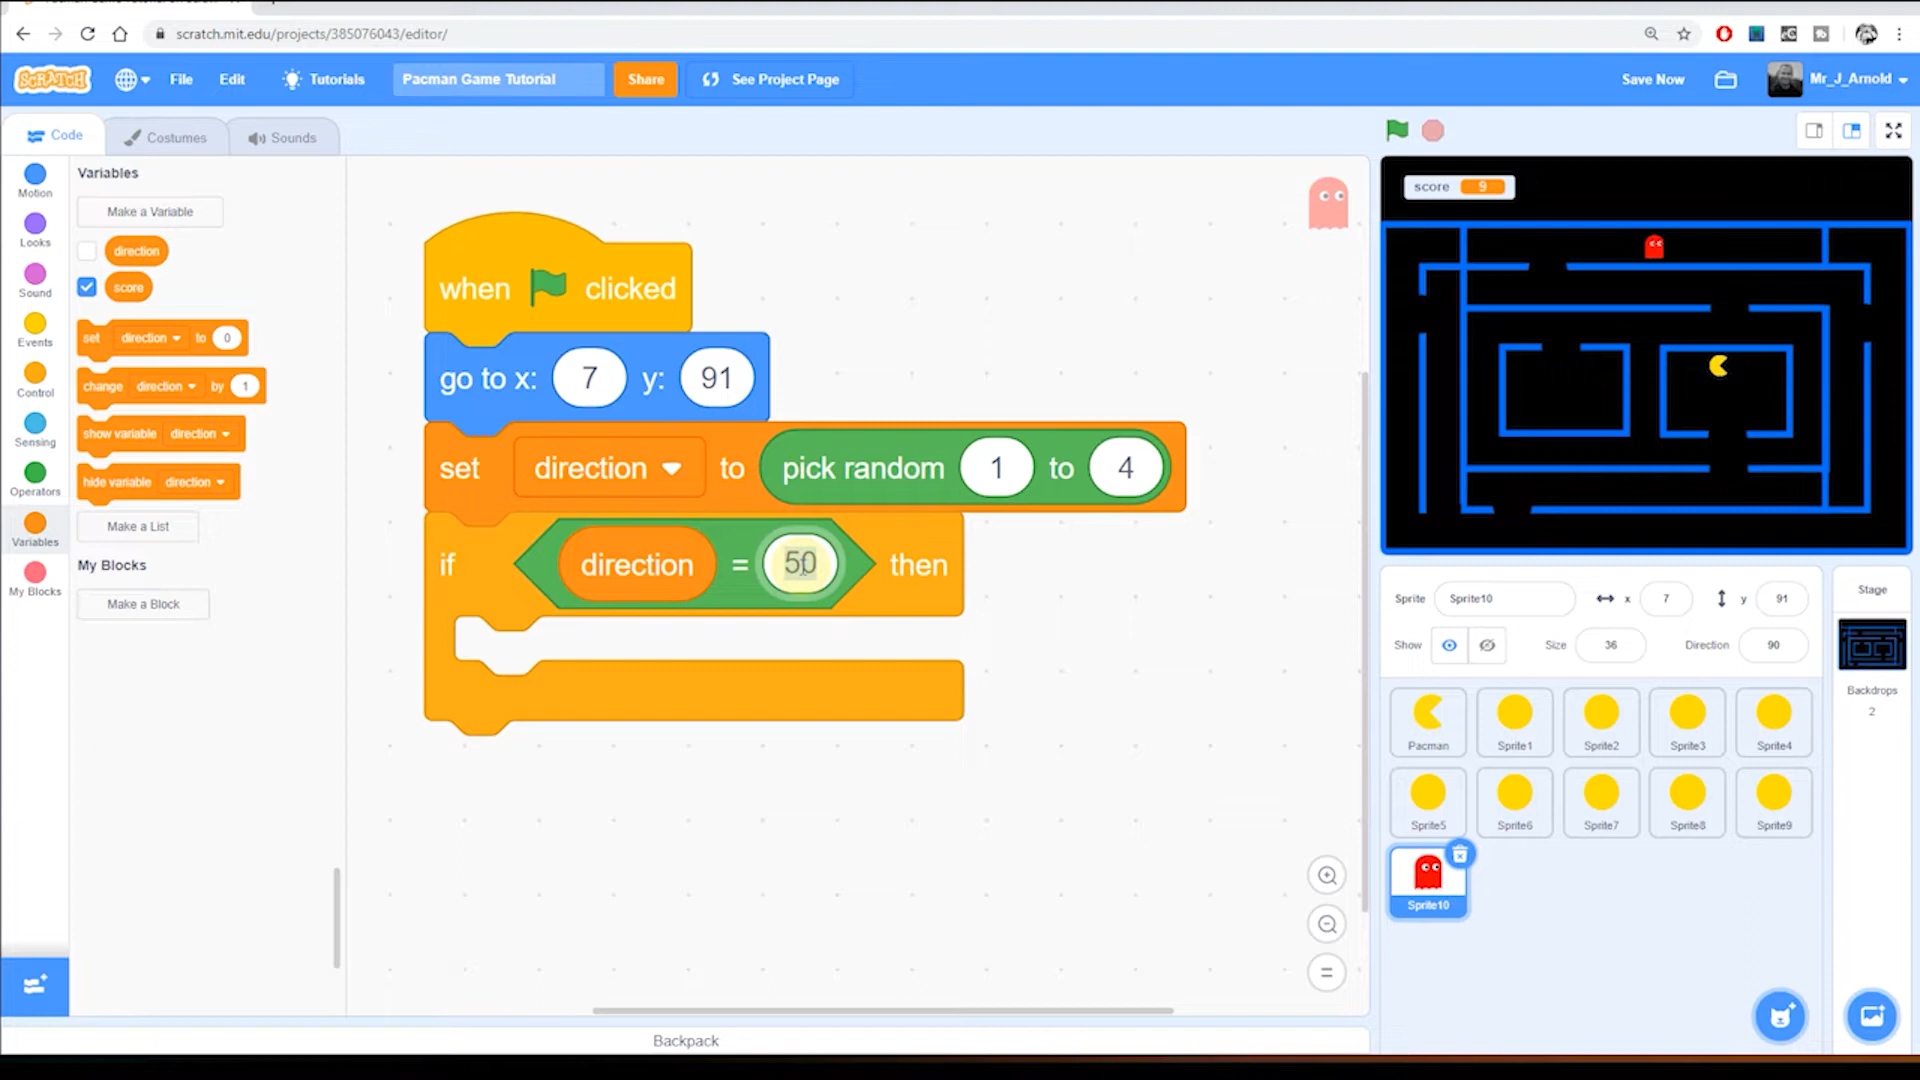 scratch.mit.edu/projects/385076043/editor/
SCRATCH
File
Edit
Tutorials
Pacman Game Tutorial
Share
See Project Page
Save Now
Mr_J_Arnold
Code
Costumes
Sounds
Motion
Looks
Sound
Events
Control
Sensing
Operators
Variables
My Blocks
Variables
Make a Variable
direction
score
set direction to 0
change direction by 1
show variable direction
hide variable direction
Make a List
My Blocks
Make a Block
when clicked
go to x: 7 y: 91
set direction to pick random 1 to 4
if direction = 50 then
Backpack
score 9
Sprite Sprite10 x 7 y 91
Show Size 36 Direction 90
Pacman Sprite1 Sprite2 Sprite3 Sprite4
Sprite5 Sprite6 Sprite7 Sprite8 Sprite9
Sprite10
Stage
Backdrops
2